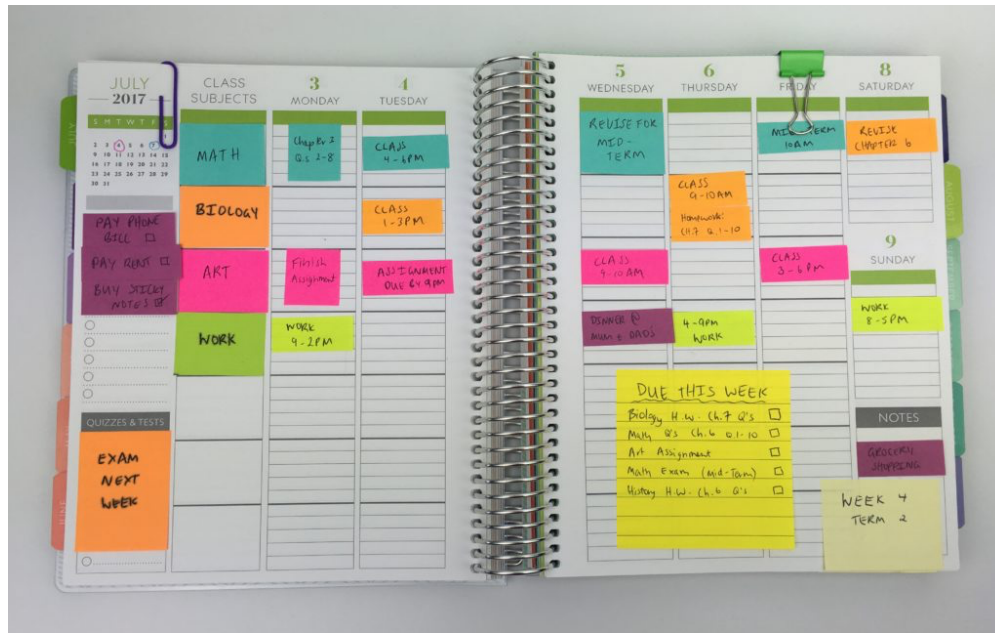 JULY
2017
S M T W T F S
1
2 3 4 5 6 7 8
9 10 11 12 13 14 15
16 17 18 19 20 21 22
23 24 25 26 27 28 29
30 31
PAY PHONE
BILL
PAY RENT
BUY STICKY
NOTES
QUIZZES & TESTS
EXAM
NEXT
WEEK
CLASS
SUBJECTS
MATH
BIOLOGY
ART
WORK
3
MONDAY
Chapter 2
Q.s 2-8
Finish
Assignment
WORK
9-2PM
4
TUESDAY
CLASS
4-6PM
CLASS
1-3PM
ASSIGNMENT
DUE By 9pm
5
WEDNESDAY
REVISE FOR
MID-
TERM
CLASS
9-10AM
DINNER @
MUM & DADS
6
THURSDAY
CLASS
9-10AM
Homework:
CH.7 Q.1-10
4-9PM
WORK
FRIDAY
MID TERM
10AM
CLASS
3-6PM
8
SATURDAY
REVISE
CHAPTER 6
9
SUNDAY
WORK
8-5PM
DUE THIS WEEK
Biology H.W. Ch.7 Q's
Math Q's Ch.6 Q.1-10
Art Assignment
Math Exam (mid-Term)
History H.W. Ch.6 Q's
NOTES
GROCERY
SHOPPING
WEEK 4
TERM 2
JULY
AUGUST
JUNE